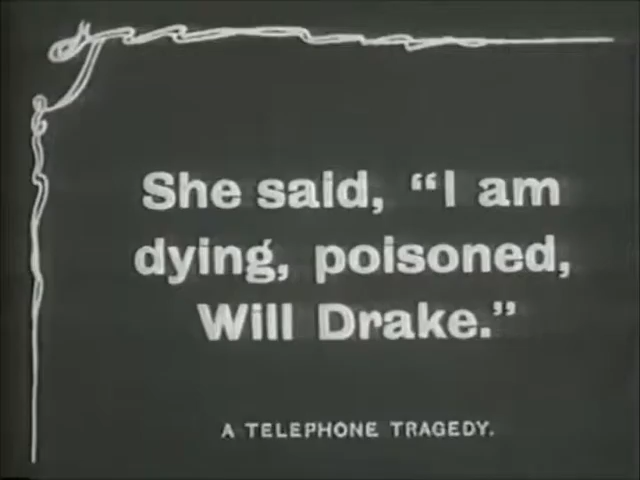 She said, “I am
dying, poisoned,
Will Drake.”
A TELEPHONE TRAGEDY.